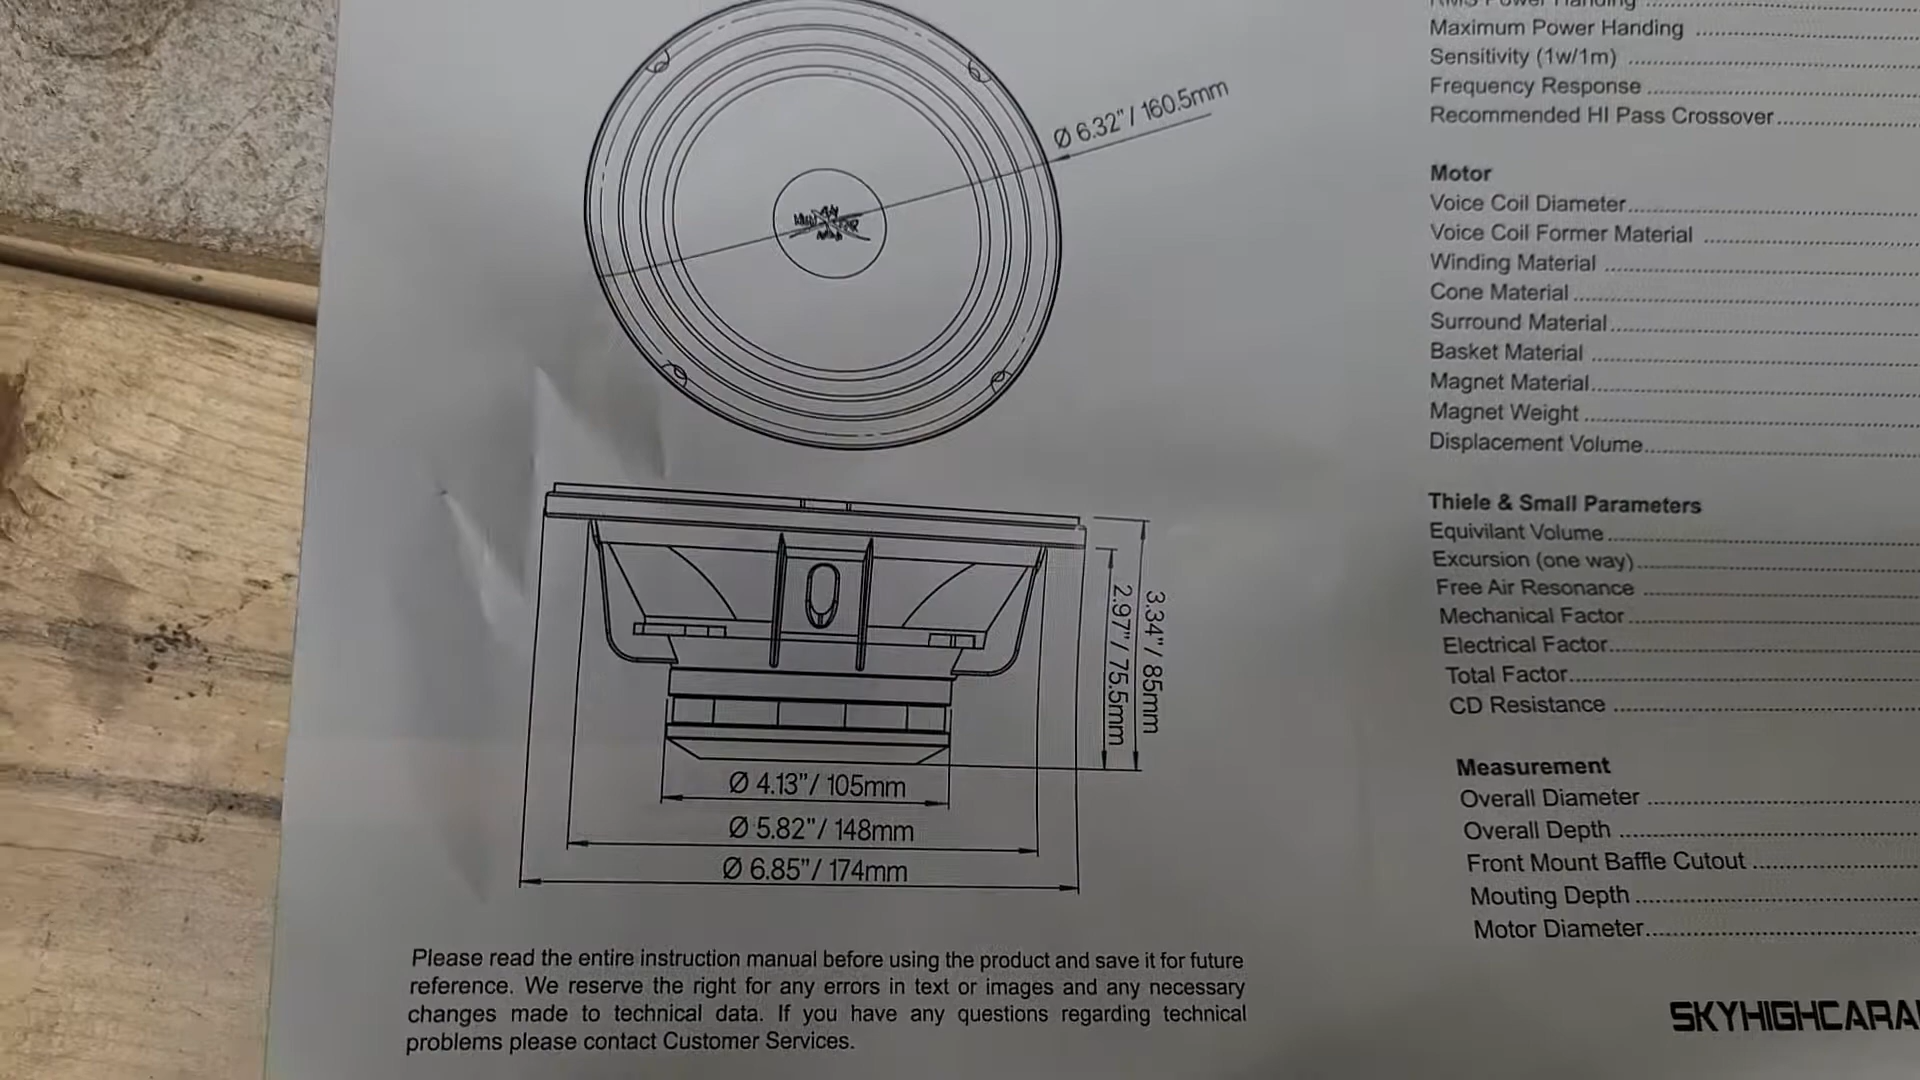 RMS Power Handing
Maximum Power Handing
Sensitivity (1w/1m)
Frequency Response
Recommended HI Pass Crossover
Ø 6.32"/ 160.5mm
Motor
Voice Coil Diameter
Voice Coil Former Material
Winding Material
Cone Material
Surround Material
Basket Material
Magnet Material
Magnet Weight
Displacement Volume
Thiele & Small Parameters
Equivilant Volume
Excursion (one way)
Free Air Resonance
Mechanical Factor
Electrical Factor
Total Factor
CD Resistance
3.34"/ 85mm
2.97"/ 75.5mm
Ø 4.13"/ 105mm
Ø 5.82"/ 148mm
Ø 6.85"/ 174mm
Measurement
Overall Diameter
Overall Depth
Front Mount Baffle Cutout
Mouting Depth
Motor Diameter
Please read the entire instruction manual before using the product and save it for future
reference. We reserve the right for any errors in text or images and any necessary
changes made to technical data. If you have any questions regarding technical
problems please contact Customer Services.
SKYHIGHCARA